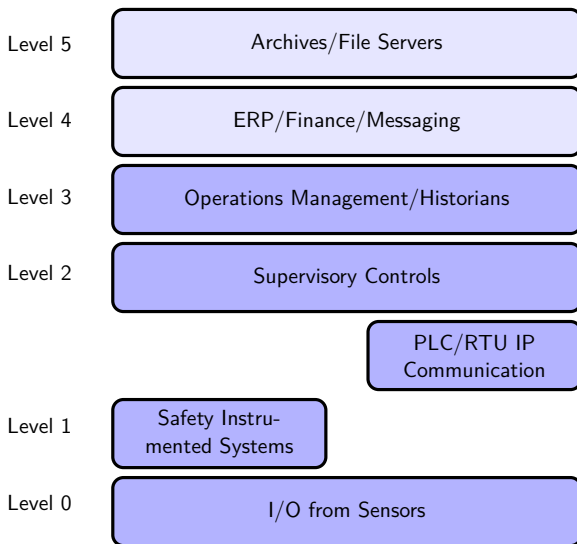 Level 5
Archives/File Servers
Level 4
ERP/Finance/Messaging
Level 3
Operations Management/Historians
Level 2
Supervisory Controls
PLC/RTU IP
Communication
Level 1
Safety Instru-
mented Systems
Level 0
I/O from Sensors